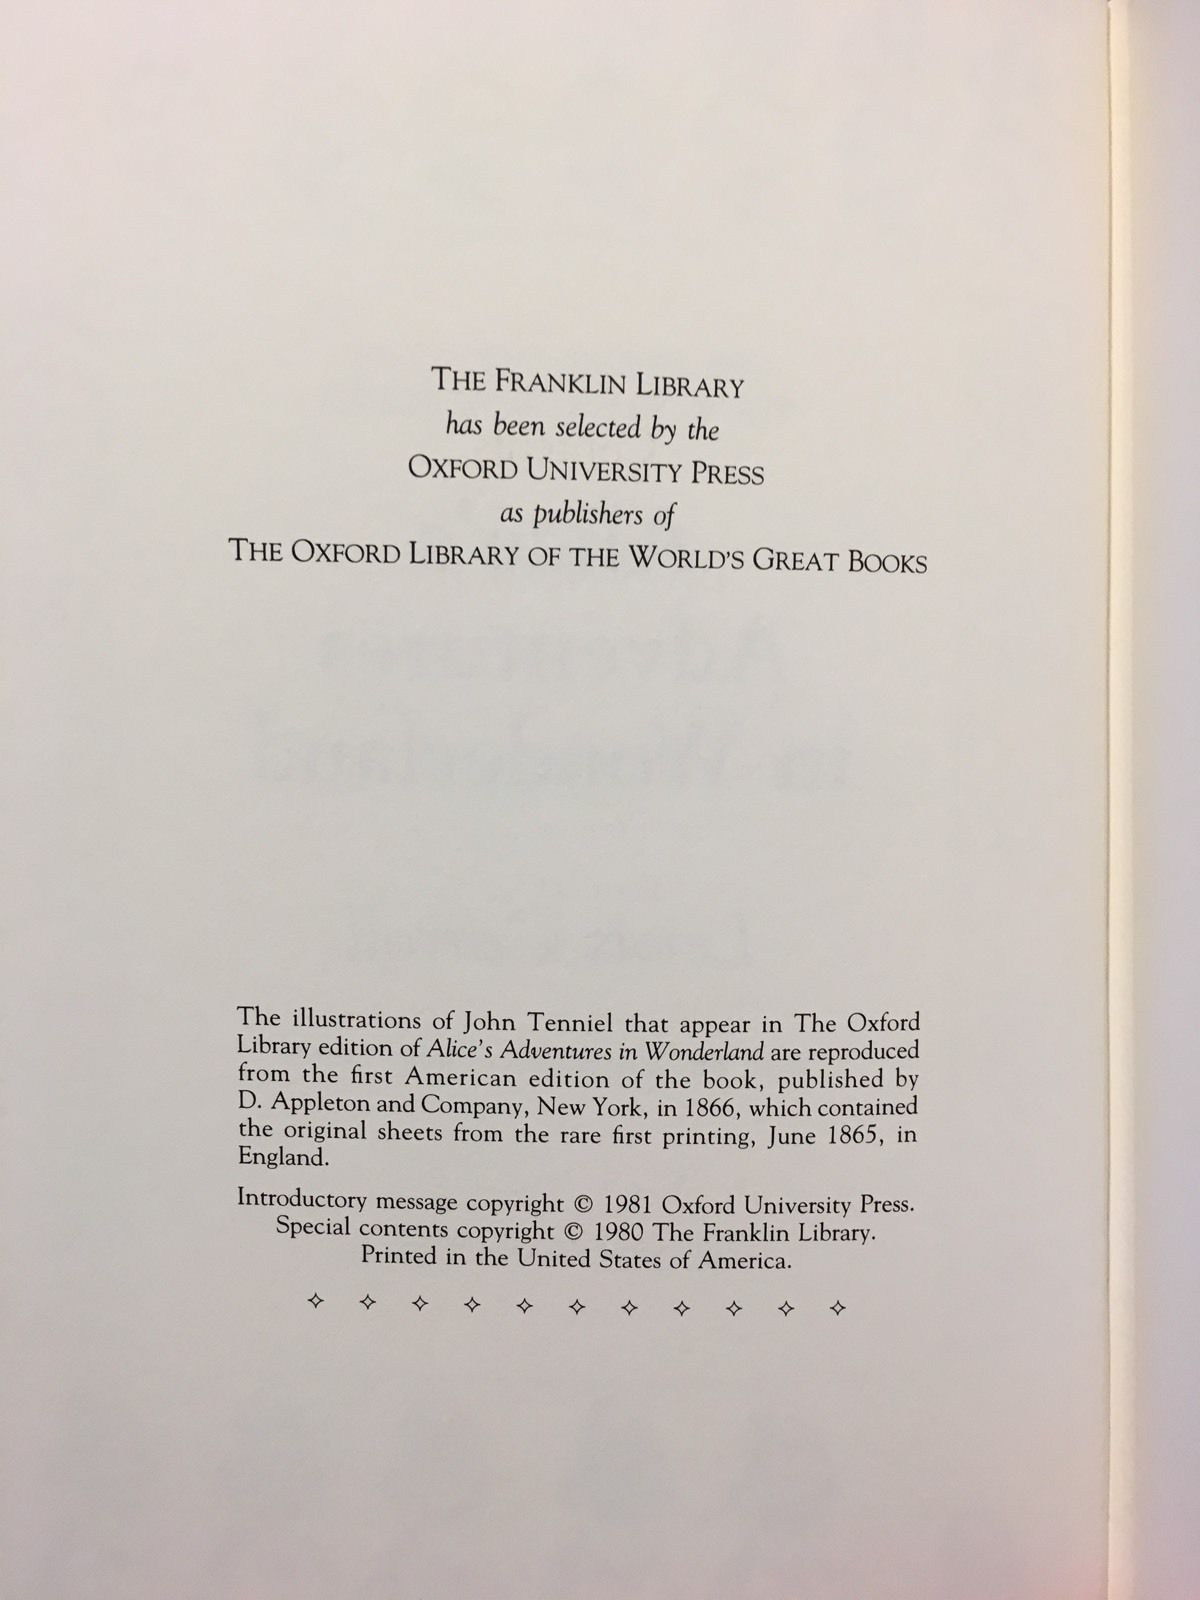 THE FRANKLIN LIBRARY
has been selected by the
OXFORD UNIVERSITY PRESS
as publishers of
THE OXFORD LIBRARY OF THE WORLD'S GREAT BOOKS
The illustrations of John Tenniel that appear in The Oxford
Library edition of Alice's Adventures in Wonderland are reproduced
from the first American edition of the book, published by
D. Appleton and Company, New York, in 1866, which contained
the original sheets from the rare first printing, June 1865, in
England.
Introductory message copyright © 1981 Oxford University Press.
Special contents copyright © 1980 The Franklin Library.
Printed in the United States of America.